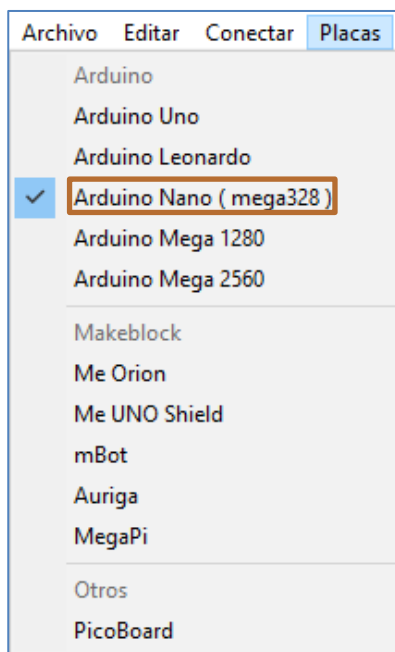 Archivo Editar Conectar Placas
Arduino
Arduino Uno
Arduino Leonardo
Arduino Nano ( mega328 )
Arduino Mega 1280
Arduino Mega 2560
Makeblock
Me Orion
Me UNO Shield
mBot
Auriga
MegaPi
Otros
PicoBoard